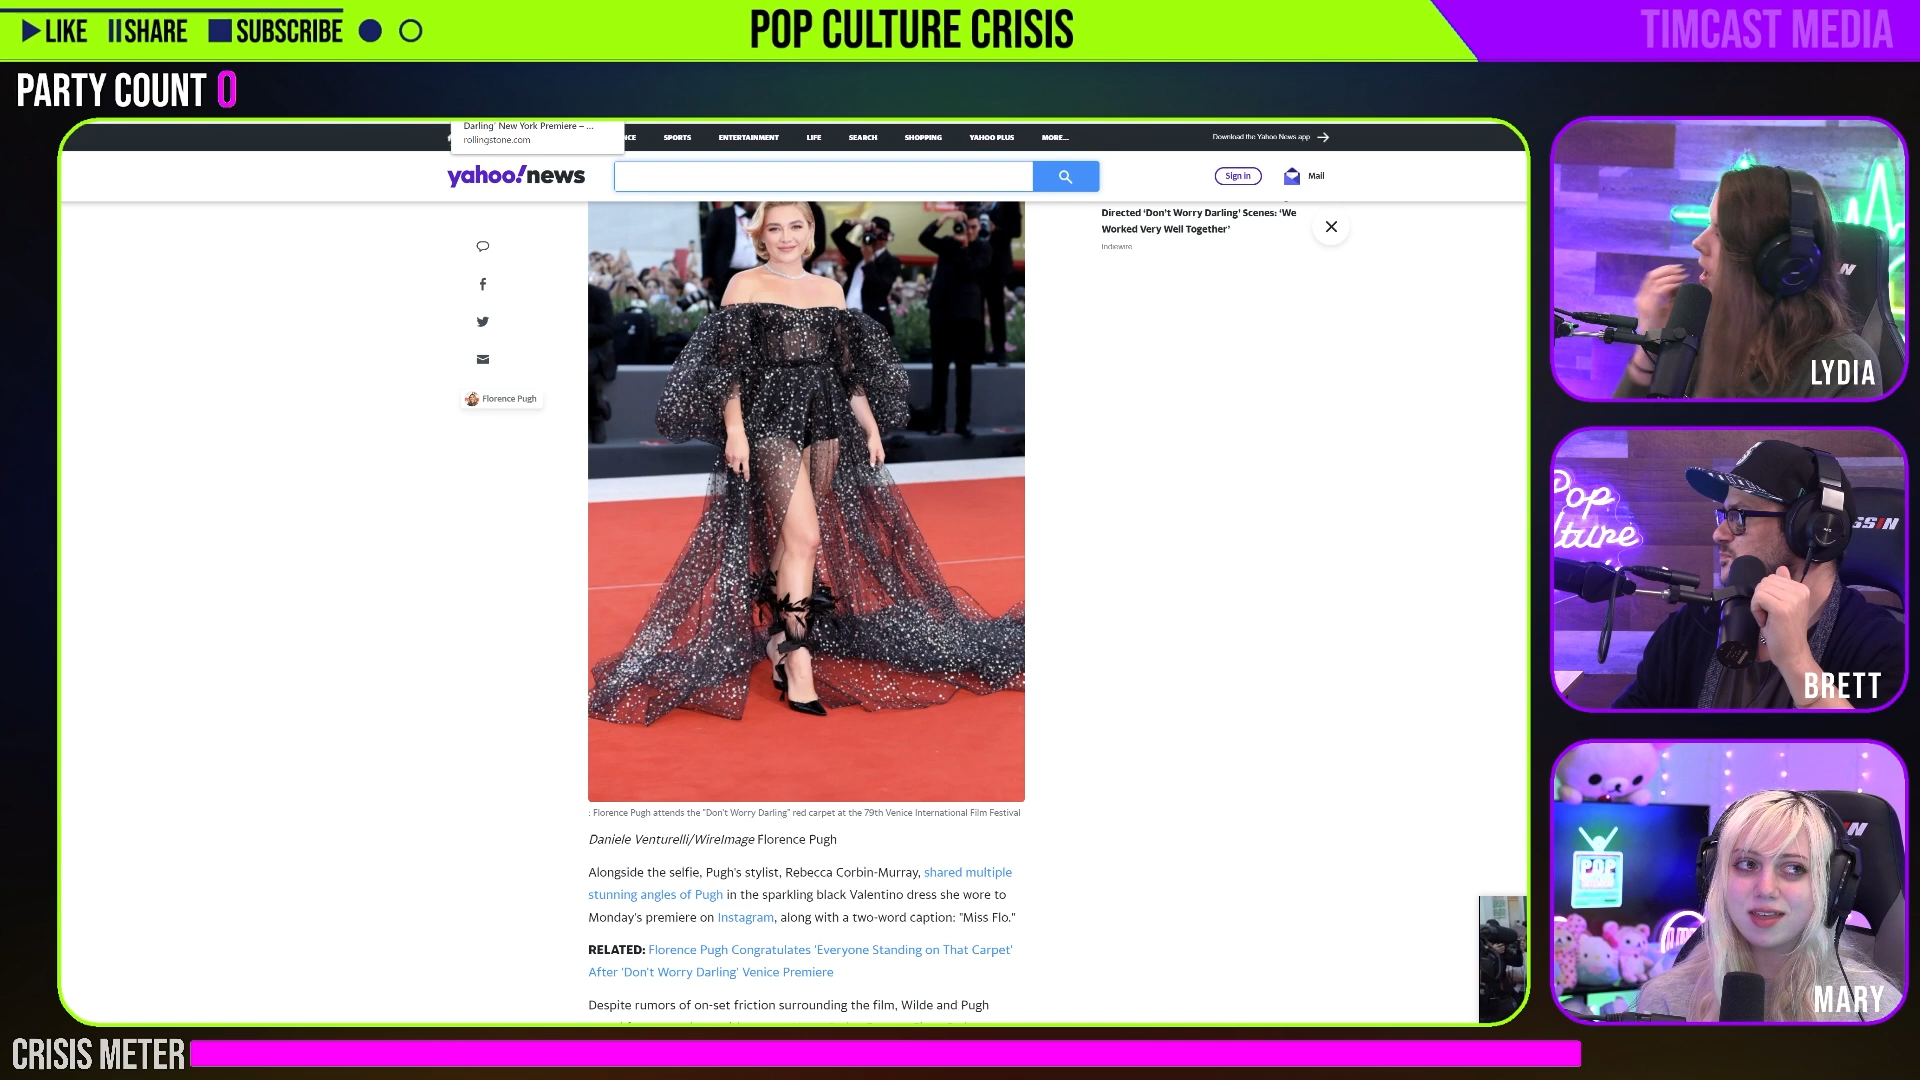 LIKE SHARE SUBSCRIBE
POP CULTURE CRISIS
TIMCAST MEDIA
PARTY COUNT 0
Darling' New York Premiere – ...
rollingstone.com
SPORTS ENTERTAINMENT LIFE SEARCH SHOPPING YAHOO PLUS MORE...
Download the Yahoo News app
yahoo!news
Sign in
Mail
Directed 'Don't Worry Darling' Scenes: 'We
Worked Very Well Together'
Indiewire
Florence Pugh
: Florence Pugh attends the "Don't Worry Darling" red carpet at the 79th Venice International Film Festival
Daniele Venturelli/WireImage Florence Pugh
Alongside the selfie, Pugh's stylist, Rebecca Corbin-Murray, shared multiple
stunning angles of Pugh in the sparkling black Valentino dress she wore to
Monday's premiere on Instagram, along with a two-word caption: "Miss Flo."
RELATED: Florence Pugh Congratulates 'Everyone Standing on That Carpet'
After 'Don't Worry Darling' Venice Premiere
Despite rumors of on-set friction surrounding the film, Wilde and Pugh
LYDIA
Pop
BRETT
POP
MARY
CRISIS METER